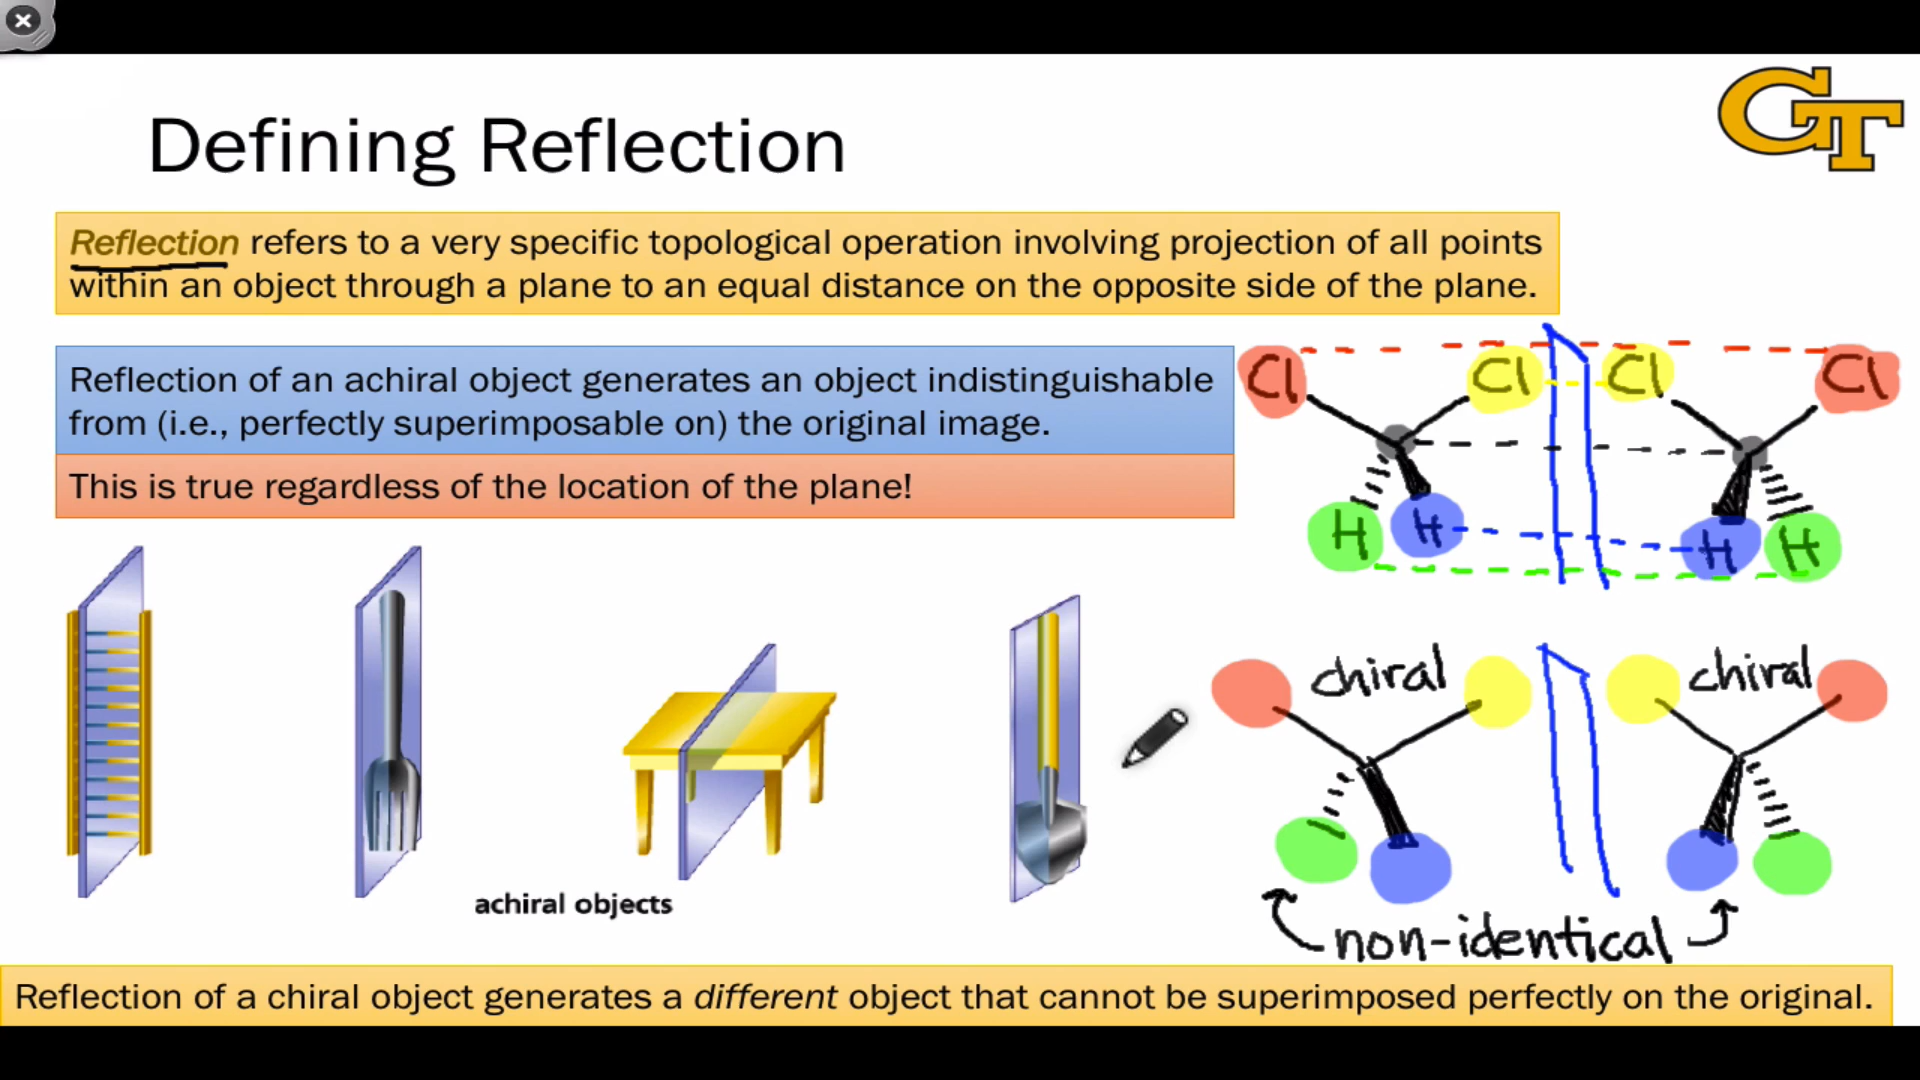 GT
Defining Reflection
Reflection refers to a very specific topological operation involving projection of all points
within an object through a plane to an equal distance on the opposite side of the plane.
Reflection of an achiral object generates an object indistinguishable
from (i.e., perfectly superimposable on) the original image.
This is true regardless of the location of the plane!
Cl Cl Cl Cl
H H H H
chiral chiral
achiral objects
non-identical
Reflection of a chiral object generates a different object that cannot be superimposed perfectly on the original.